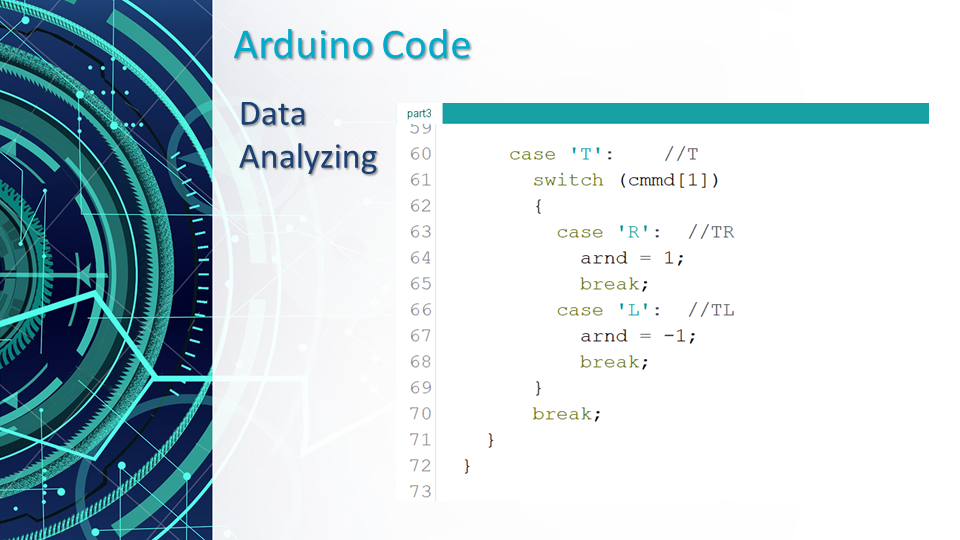 Arduino Code
Data
Analyzing
part3
59
60 case 'T': //T
61 switch (cmmd[1])
62 {
63 case 'R': //TR
64 arnd = 1;
65 break;
66 case 'L': //TL
67 arnd = -1;
68 break;
69 }
70 break;
71 }
72 }
73